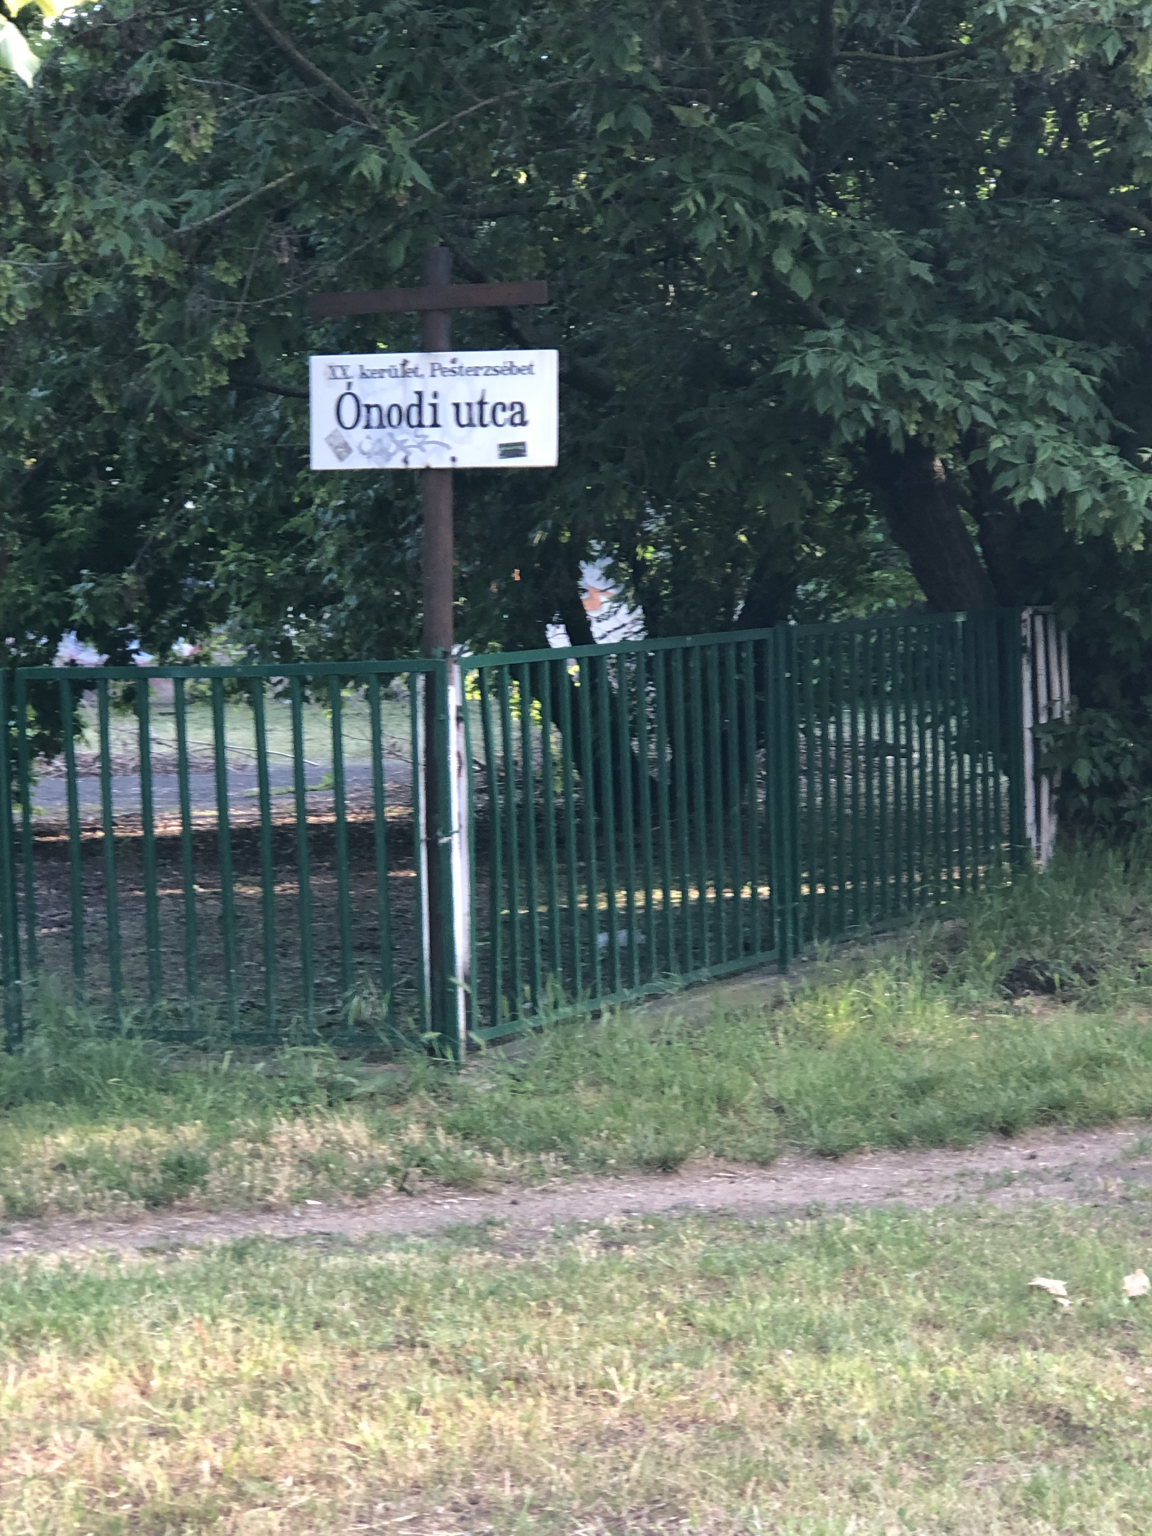 XX. kerület, Pesterzsébet
Ónodi utca